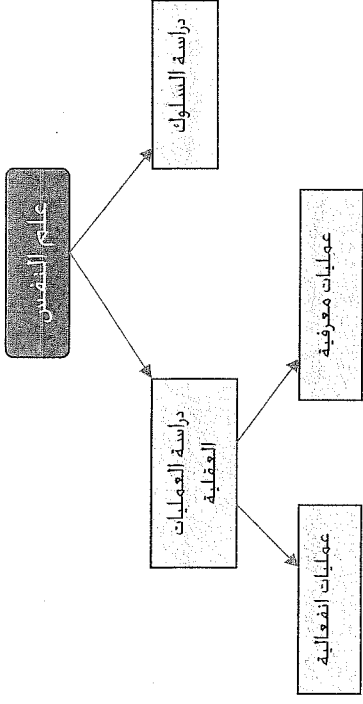 علم النفس
دراسة السلوك
دراسة العمليات
العقلية
عمليات معرفية
عمليات انفعالية